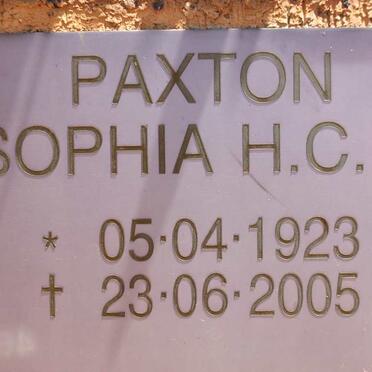 PAXTON
SOPHIA H.C.
* 05·04·1923
† 23·06·2005